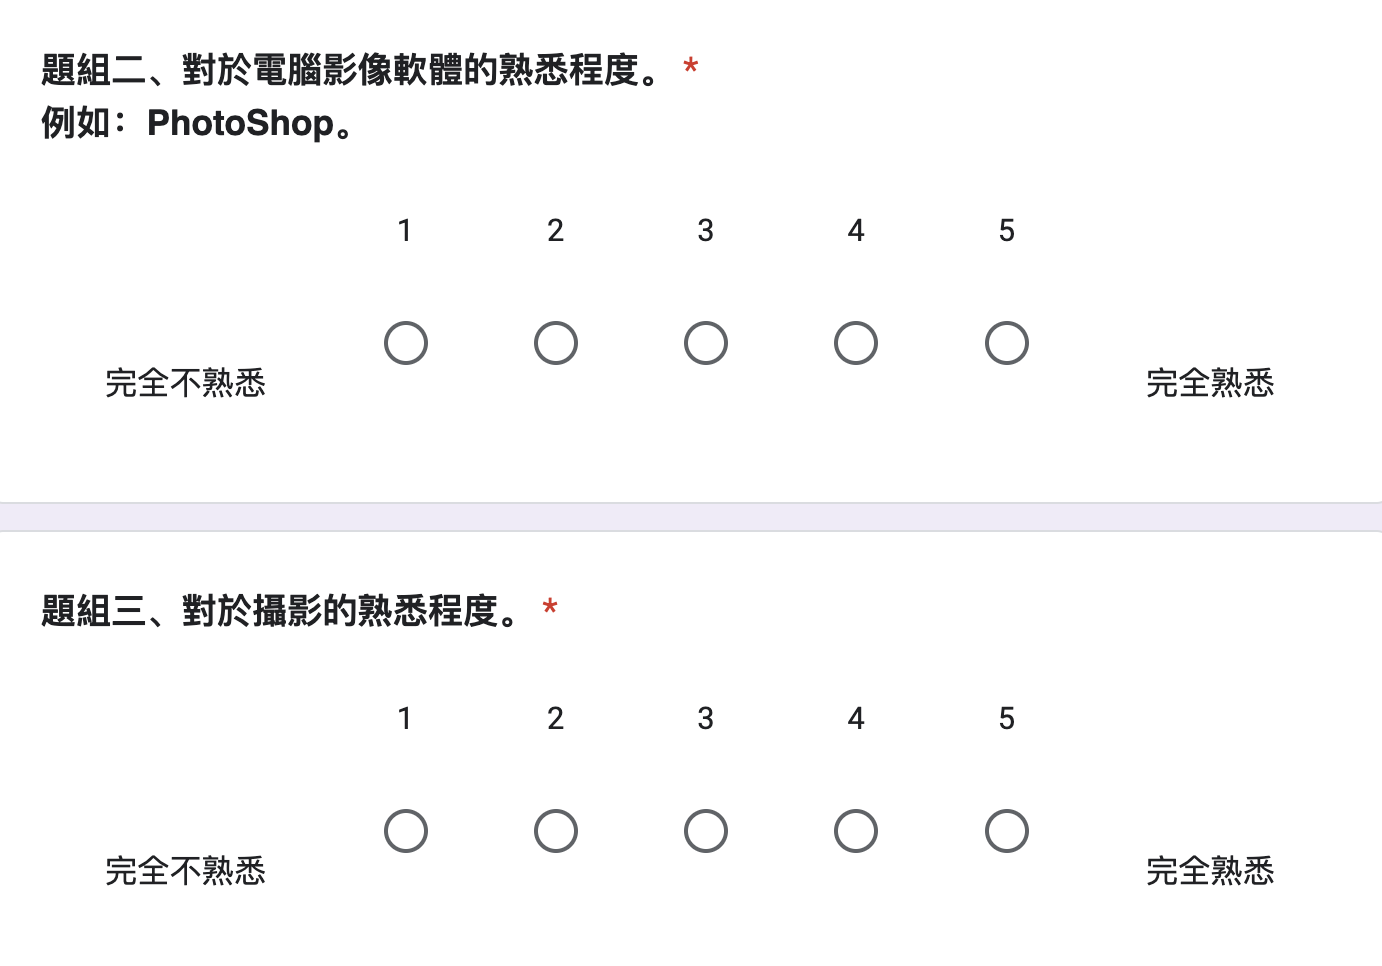 題組二、對於電腦影像軟體的熟悉程度。 *
例如：PhotoShop。
1 2 3 4 5
完全不熟悉 完全熟悉
題組三、對於攝影的熟悉程度。 *
1 2 3 4 5
完全不熟悉 完全熟悉